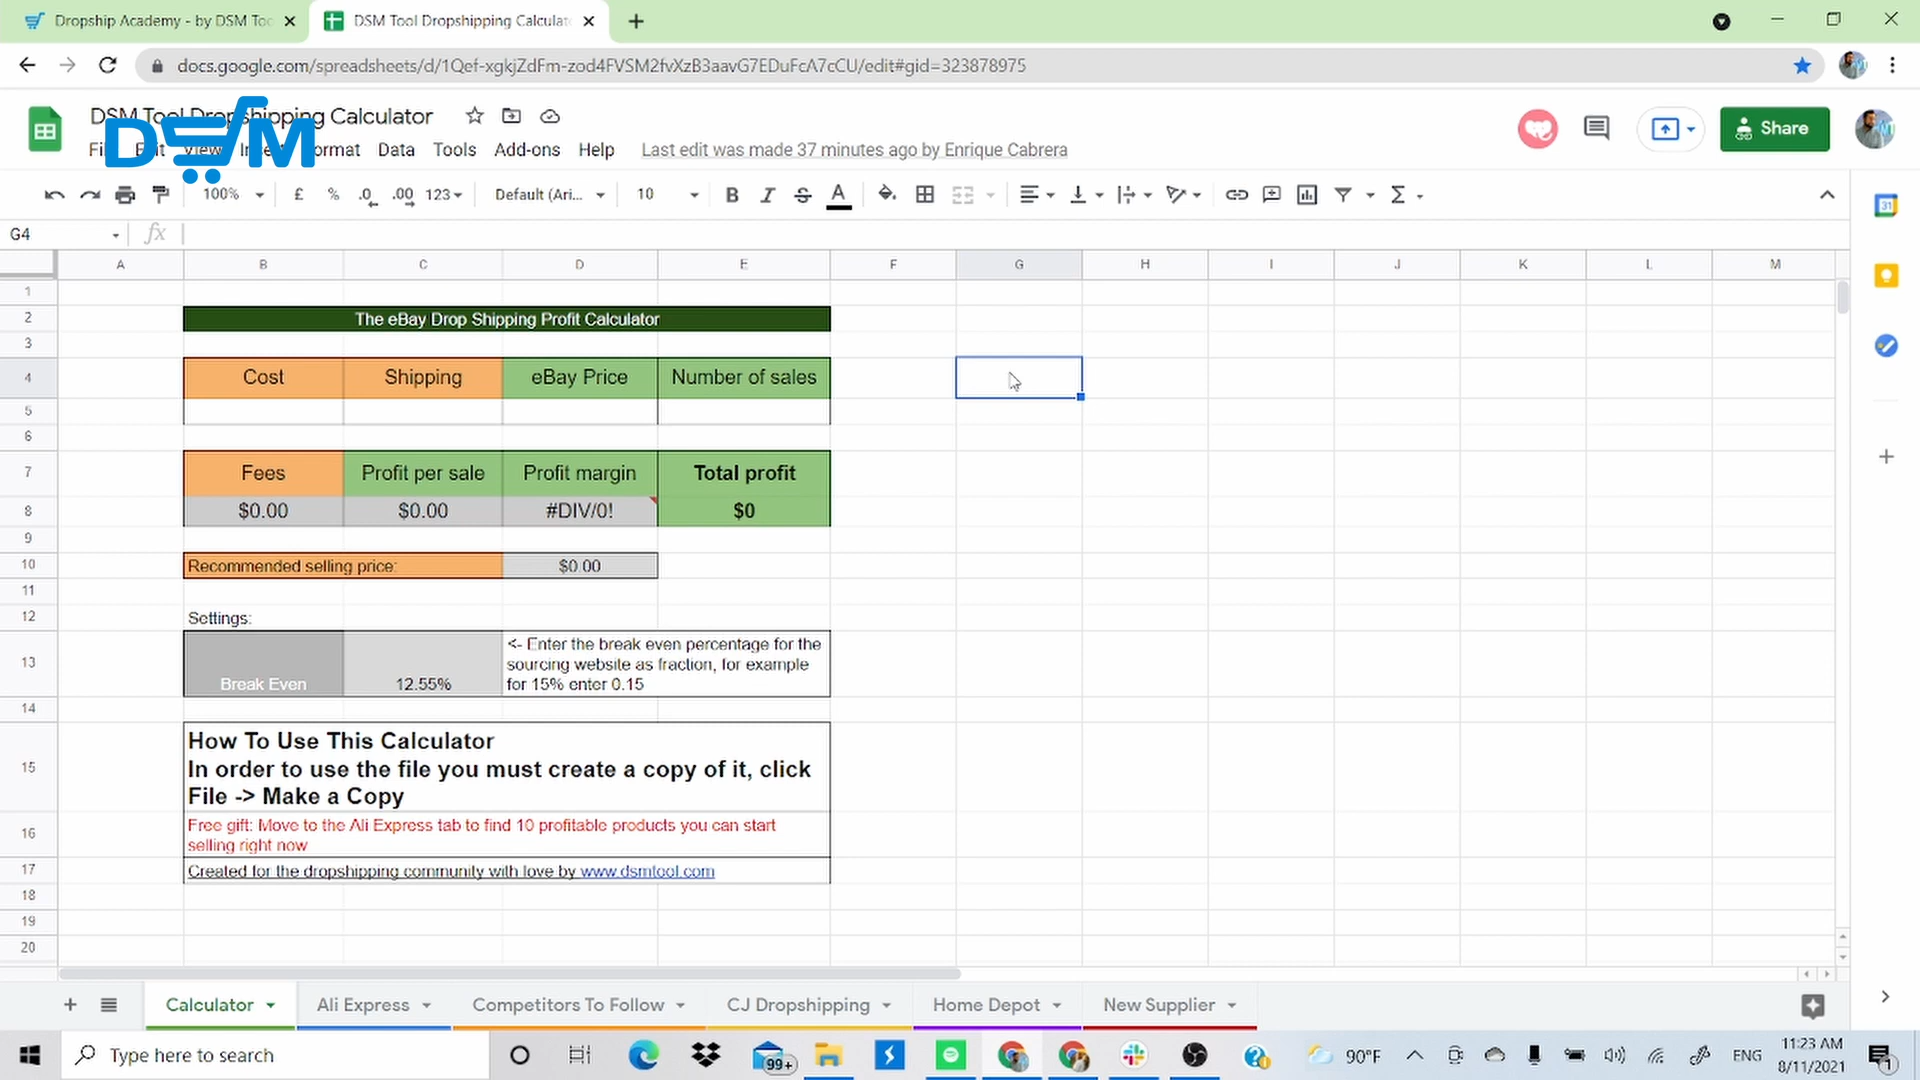 Dropship Academy - by DSM Too
DSM Tool Dropshipping Calculato
docs.google.com/spreadsheets/d/1Qef-xgkjZdFm-zod4FVSM2fvXzB3aavG7EDuFcA7cCU/edit#gid=323878975
DSM Tool Dropshipping Calculator
DSM
Edit View Format Data Tools Add-ons Help Last edit was made 37 minutes ago by Enrique Cabrera
Share
100% £ % .0 .00 123 Default (Ari... 10 B I S A Σ
31
G4 fx
A B C D E F G H I J K L M
1
2 The eBay Drop Shipping Profit Calculator
3
4 Cost Shipping eBay Price Number of sales
5
6
7 Fees Profit per sale Profit margin Total profit
8 $0.00 $0.00 #DIV/0! $0
9
10 Recommended selling price: $0.00
11
12 Settings:
<- Enter the break even percentage for the
13 sourcing website as fraction, for example
Break Even 12.55% for 15% enter 0.15
14
How To Use This Calculator
15 In order to use the file you must create a copy of it, click
File -> Make a Copy
16 Free gift: Move to the Ali Express tab to find 10 profitable products you can start
selling right now
17 Created for the dropshipping community with love by www.dsmtool.com
18
19
20
Calculator Ali Express Competitors To Follow CJ Dropshipping Home Depot New Supplier
Type here to search
99+
90°F
ENG
11:23 AM
8/11/2021
1